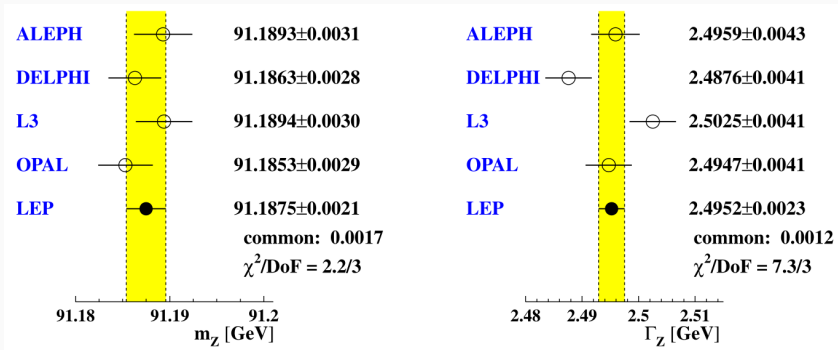 ALEPH 91.1893±0.0031
DELPHI 91.1863±0.0028
L3 91.1894±0.0030
OPAL 91.1853±0.0029
LEP 91.1875±0.0021
common: 0.0017
χ²/DoF = 2.2/3
91.18 91.19 91.2
m_Z [GeV]
ALEPH 2.4959±0.0043
DELPHI 2.4876±0.0041
L3 2.5025±0.0041
OPAL 2.4947±0.0041
LEP 2.4952±0.0023
common: 0.0012
χ²/DoF = 7.3/3
2.48 2.49 2.5 2.51
Γ_Z [GeV]